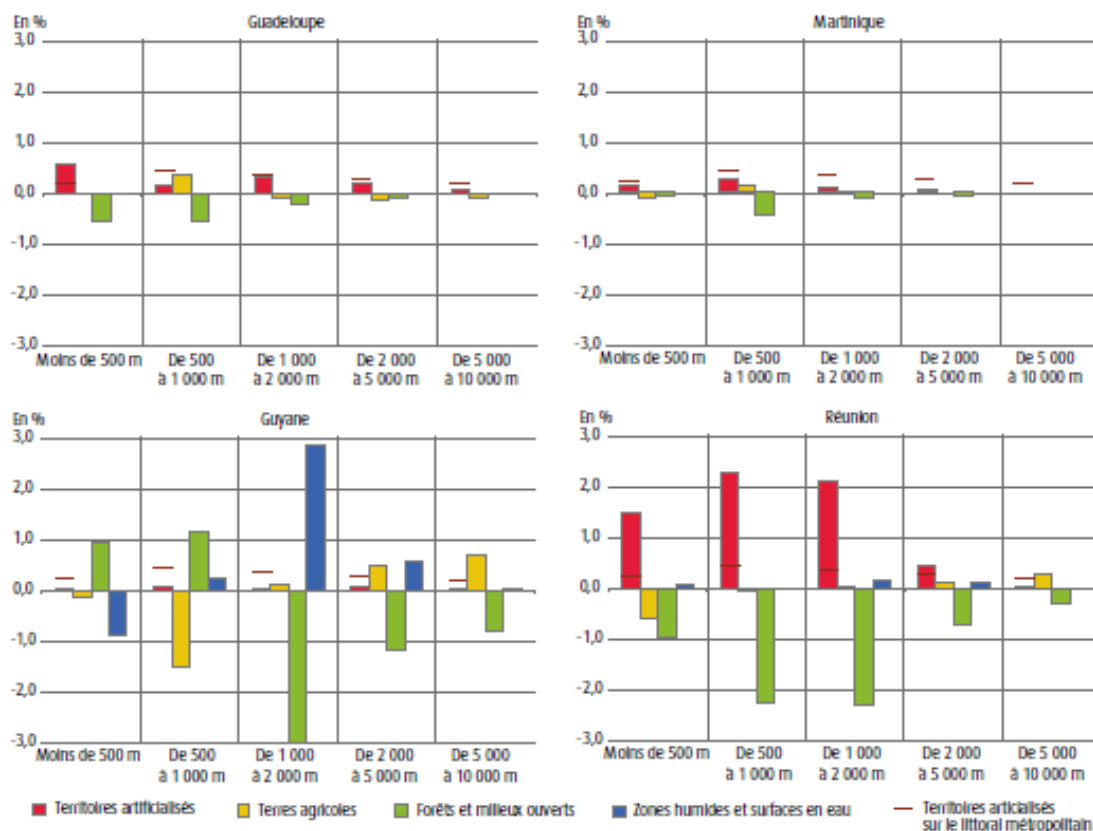 En %
Guadeloupe
3,0
2,0
1,0
0,0
-1,0
-2,0
-3,0
Moins de 500 m
De 500
à 1 000 m
De 1 000
à 2 000 m
De 2 000
à 5 000 m
De 5 000
à 10 000 m
En %
Martinique
3,0
2,0
1,0
0,0
-1,0
-2,0
-3,0
Moins de 500 m
De 500
à 1 000 m
De 1 000
à 2 000 m
De 2 000
à 5 000 m
De 5 000
à 10 000 m
En %
Guyane
3,0
2,0
1,0
0,0
-1,0
-2,0
-3,0
Moins de 500 m
De 500
à 1 000 m
De 1 000
à 2 000 m
De 2 000
à 5 000 m
De 5 000
à 10 000 m
En %
Réunion
3,0
2,0
1,0
0,0
-1,0
-2,0
-3,0
Moins de 500 m
De 500
à 1 000 m
De 1 000
à 2 000 m
De 2 000
à 5 000 m
De 5 000
à 10 000 m
Territoires artificialisés
Terres agricoles
Forêts et milieux ouverts
Zones humides et surfaces en eau
Territoires articialisés
sur le littoral métropolitain